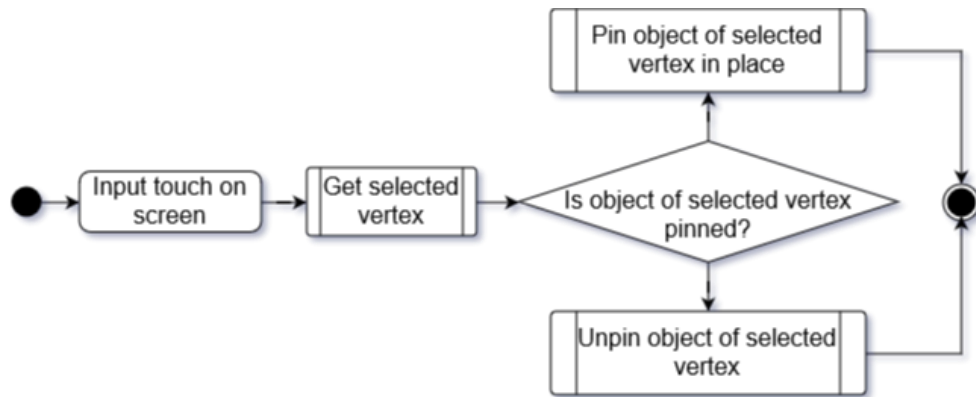 Input touch on
screen
Get selected
vertex
Is object of selected vertex
pinned?
Pin object of selected
vertex in place
Unpin object of selected
vertex